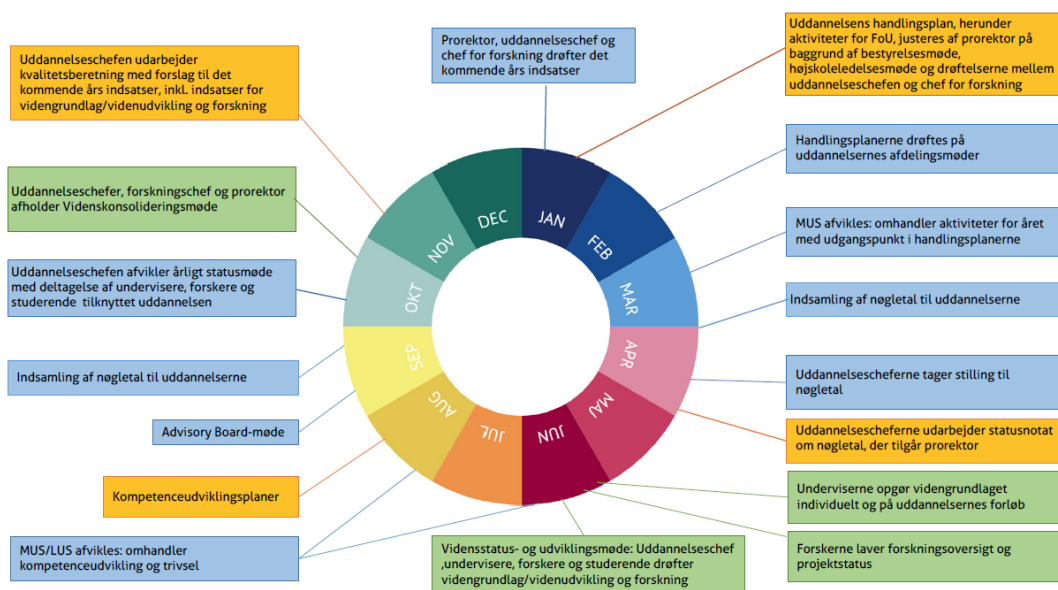 Prorektor, uddannelseschef og
chef for forskning drøfter det
kommende års indsatser
Uddannelsens handlingsplan, herunder
aktiviteter for FoU, justeres af prorektor på
baggrund af bestyrelsesmøde,
højskoleledelsesmøde og drøftelserne mellem
uddannelseschefen og chef for forskning
Uddannelseschefen udarbejder
kvalitetsberetning med forslag til det
kommende års indsatser, inkl. indsatser for
videngrundlag/videnudvikling og forskning
Handlingsplanerne drøftes på
uddannelsernes afdelingsmøder
Uddannelseschefer, forskningschef og prorektor
afholder Videnskonsolideringsmøde
MUS afvikles: omhandler aktiviteter for året
med udgangspunkt i handlingsplanerne
Uddannelseschefen afvikler årligt statusmøde
med deltagelse af undervisere, forskere og
studerende tilknyttet uddannelsen
Indsamling af nøgletal til uddannelserne
Indsamling af nøgletal til uddannelserne
Uddannelsescheferne tager stilling til
nøgletal
Advisory Board-møde
Uddannelsescheferne udarbejder statusnotat
om nøgletal, der tilgår prorektor
Kompetenceudviklingsplaner
Underviserne opgør videngrundlaget
individuelt og på uddannelsernes forløb
MUS/LUS afvikles: omhandler
kompetenceudvikling og trivsel
Vidensstatus- og udviklingsmøde: Uddannelseschef
,undervisere, forskere og studerende drøfter
videngrundlag/videnudvikling og forskning
Forskerne laver forskningsoversigt og
projektstatus
JAN
FEB
MAR
APR
MAJ
JUN
JUL
AUG
SEP
OKT
NOV
DEC